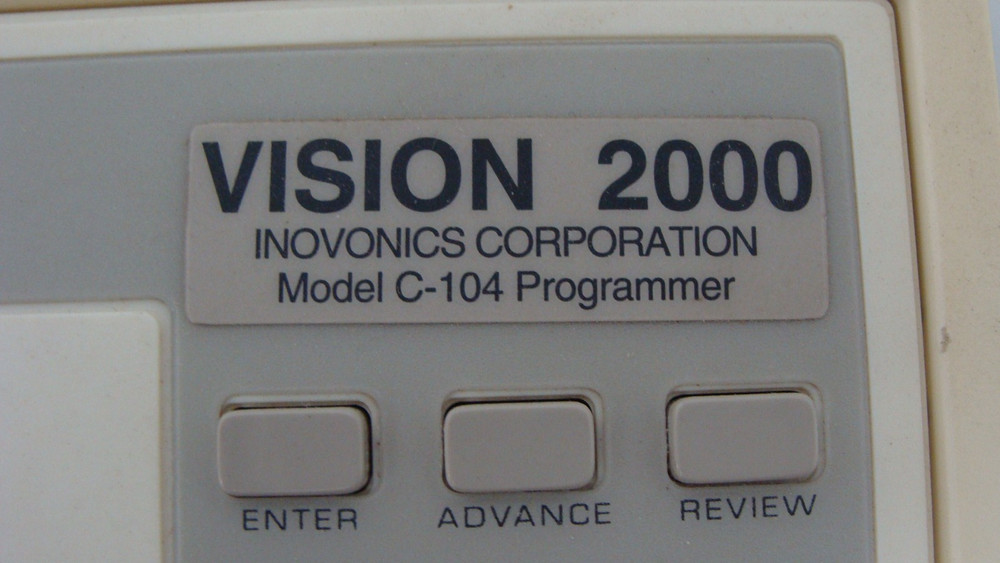 VISION 2000
INOVONICS CORPORATION
Model C-104 Programmer
ENTER ADVANCE REVIEW